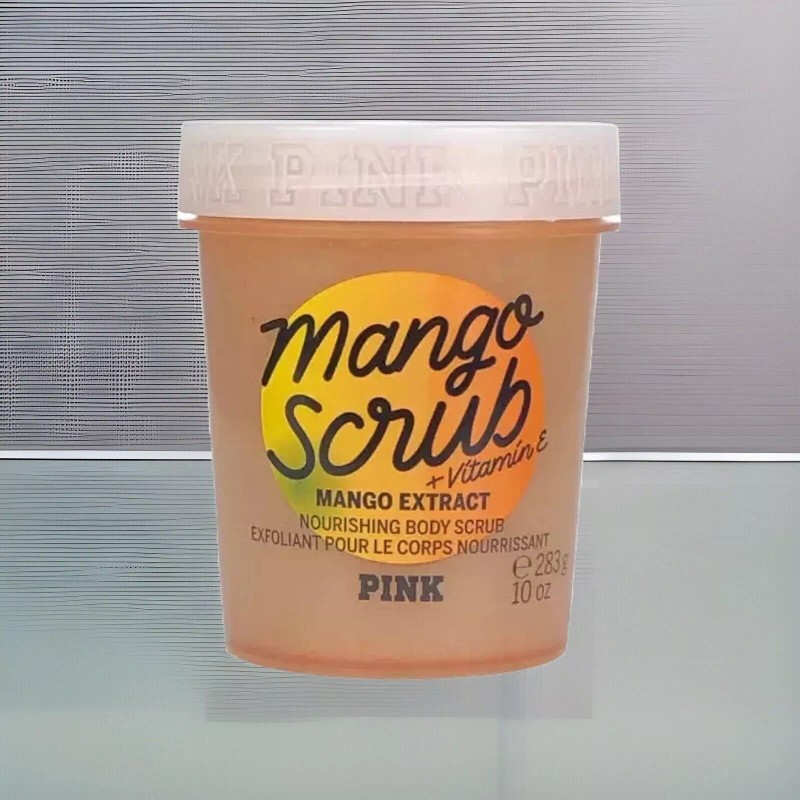 NK PINK PINK
Mango
Scrub
+ Vitamin E
MANGO EXTRACT
NOURISHING BODY SCRUB
EXFOLIANT POUR LE CORPS NOURRISSANT
℮ 283 g
10 oz
PINK